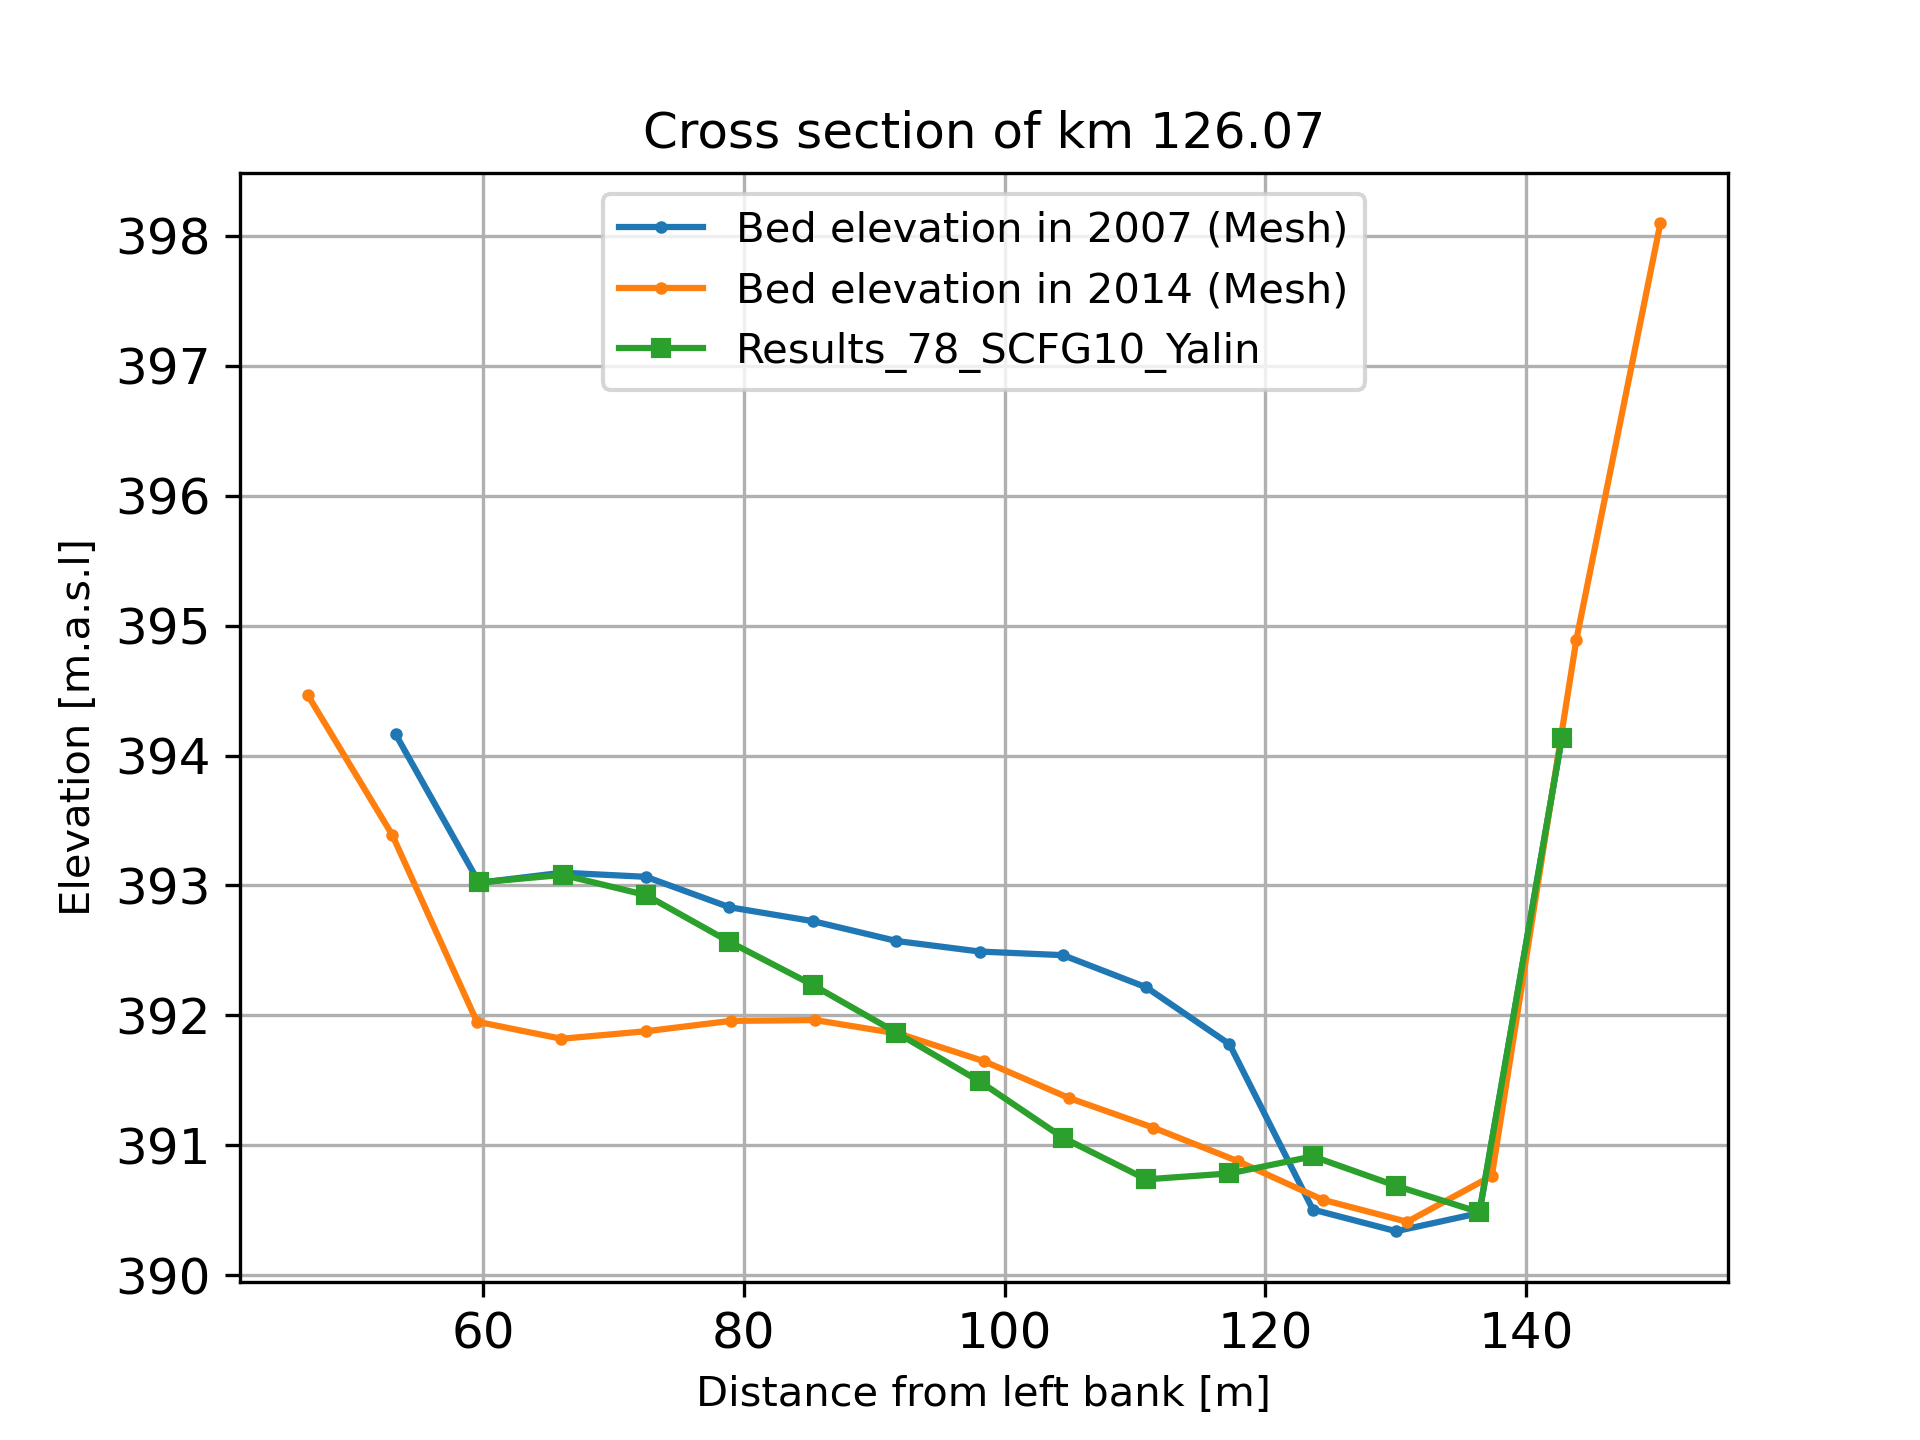 Cross section of km 126.07
Bed elevation in 2007 (Mesh)
Bed elevation in 2014 (Mesh)
Results_78_SCFG10_Yalin
398
397
396
395
394
393
392
391
390
Elevation [m.a.s.l]
60 80 100 120 140
Distance from left bank [m]